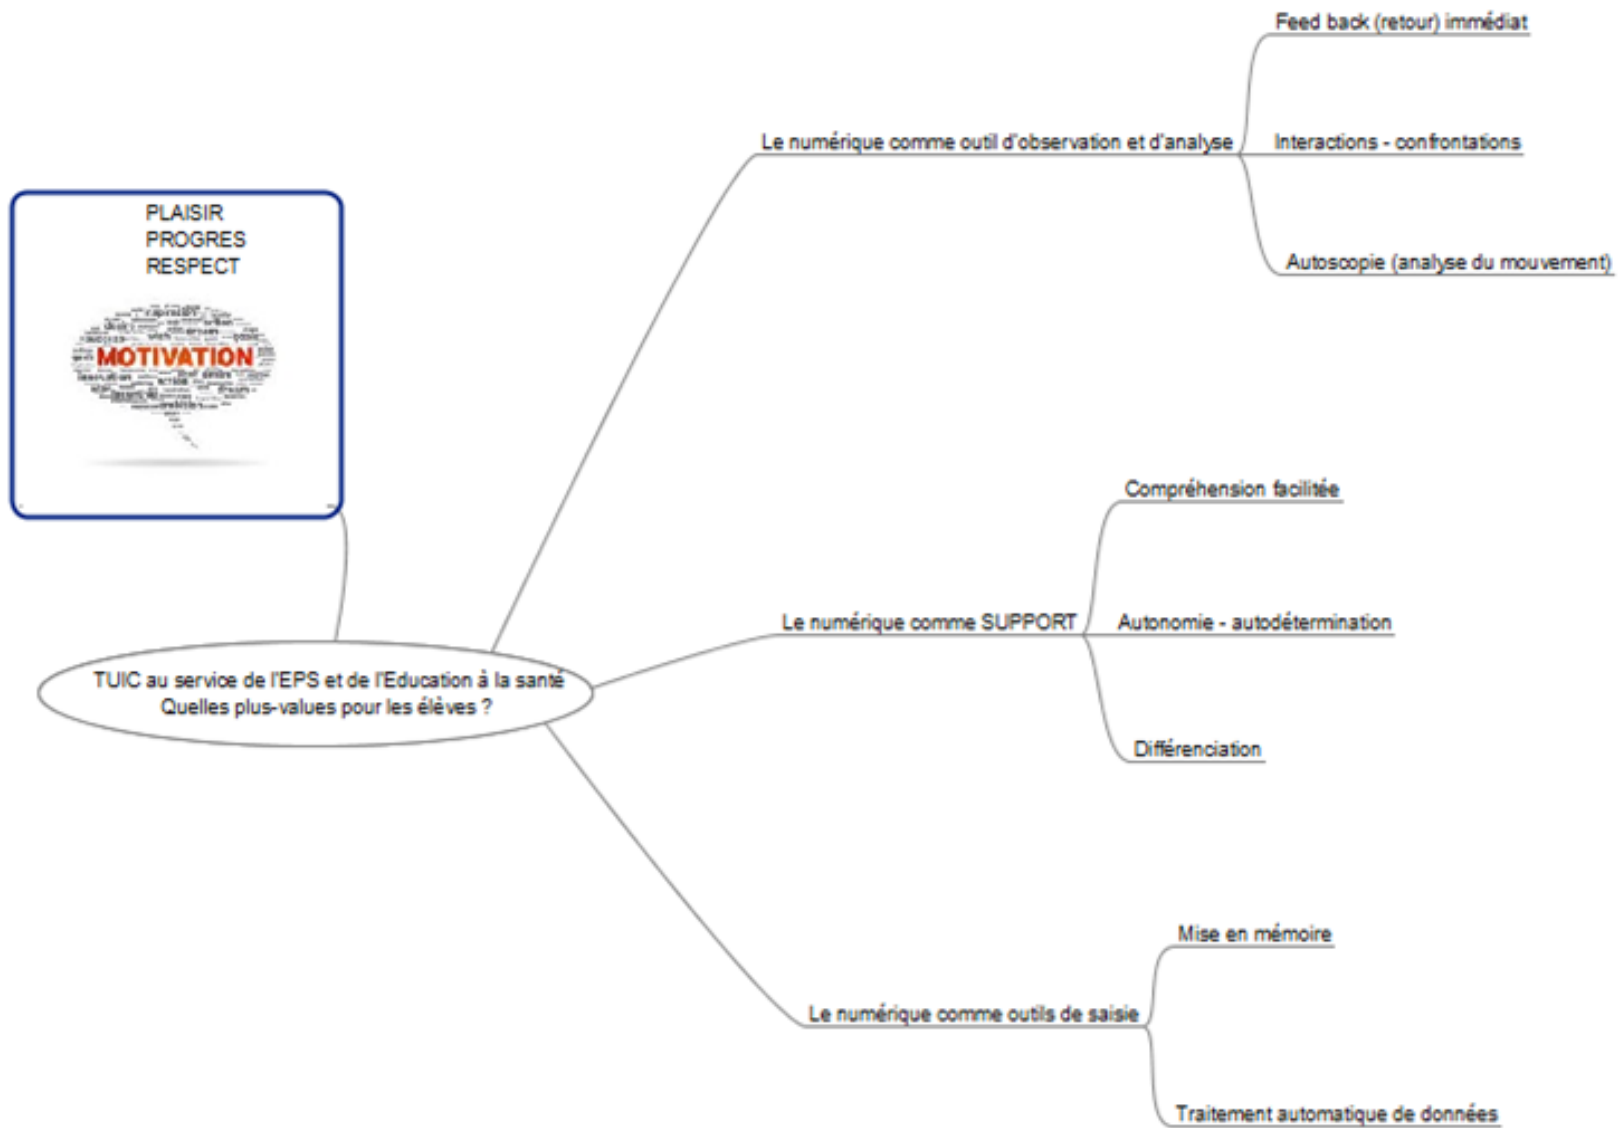 PLAISIR
PROGRES
RESPECT
MOTIVATION
TUIC au service de l'EPS et de l'Education à la santé
Quelles plus-values pour les élèves ?
Le numérique comme outil d'observation et d'analyse
Feed back (retour) immédiat
Interactions - confrontations
Autoscopie (analyse du mouvement)
Le numérique comme SUPPORT
Compréhension facilitée
Autonomie - autodétermination
Différenciation
Le numérique comme outils de saisie
Mise en mémoire
Traitement automatique de données